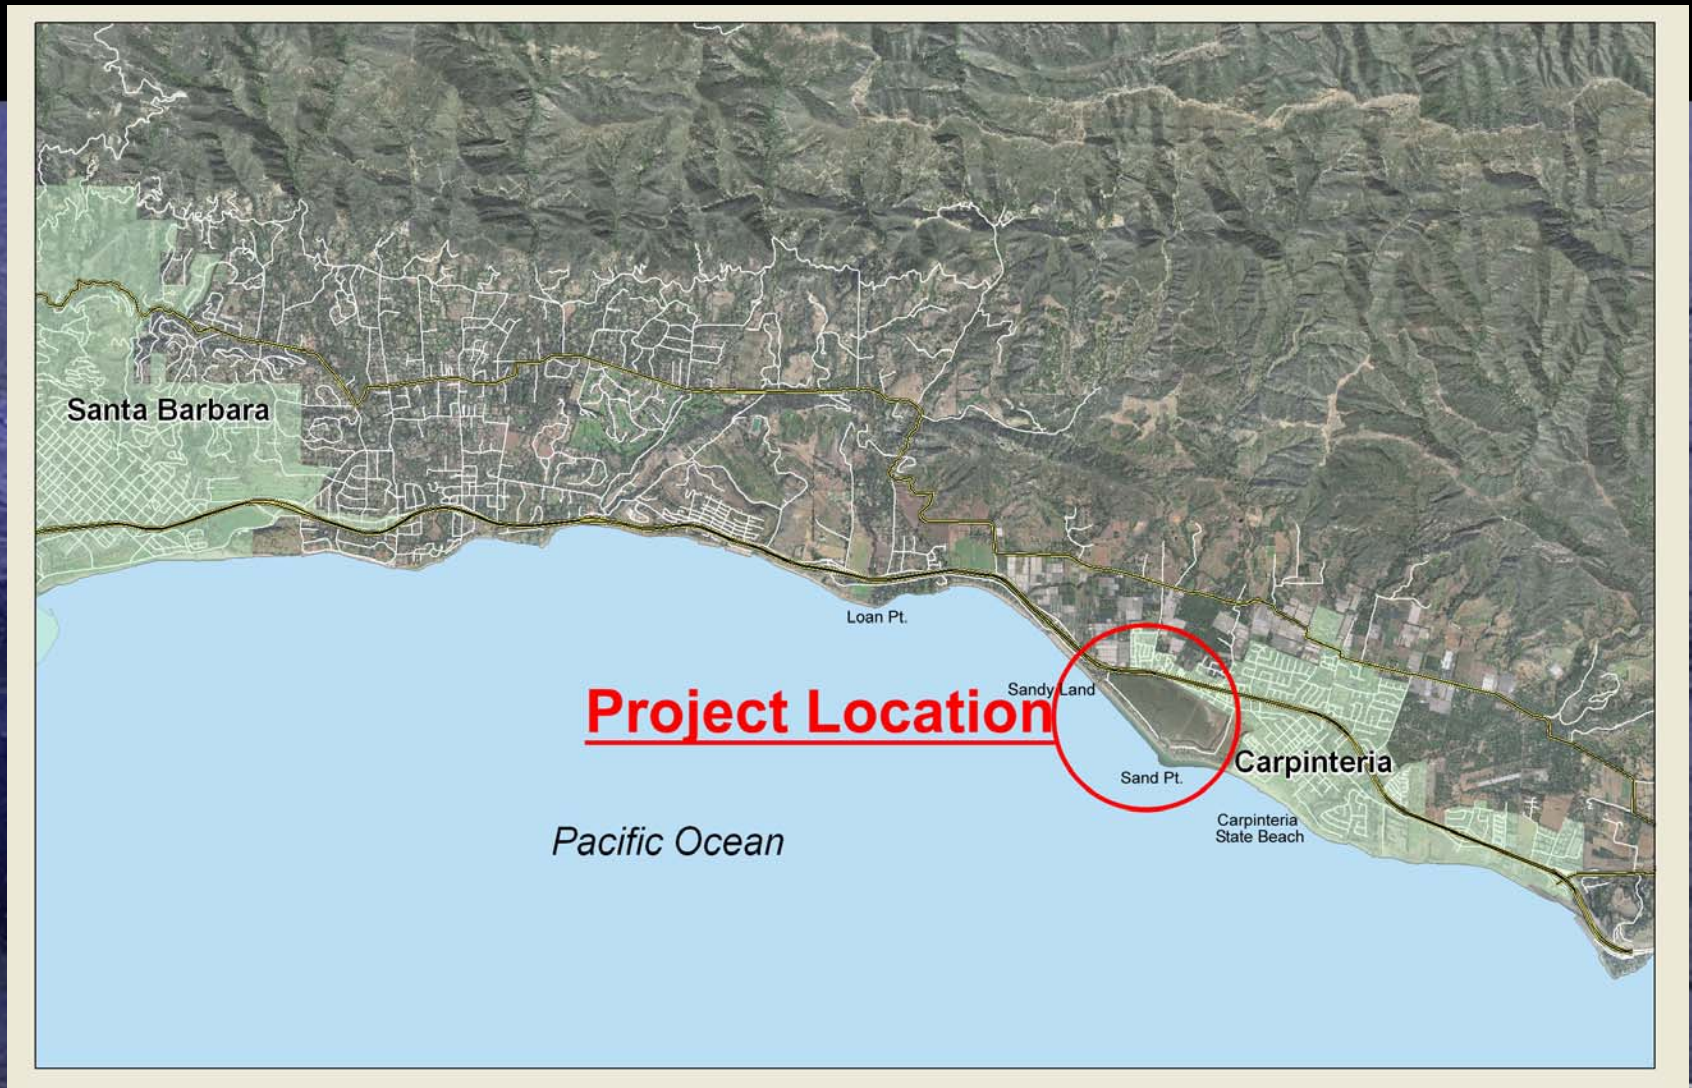 Santa Barbara
Loan Pt.
Sandy Land
Project Location
Sand Pt.
Carpinteria
Carpinteria
State Beach
Pacific Ocean